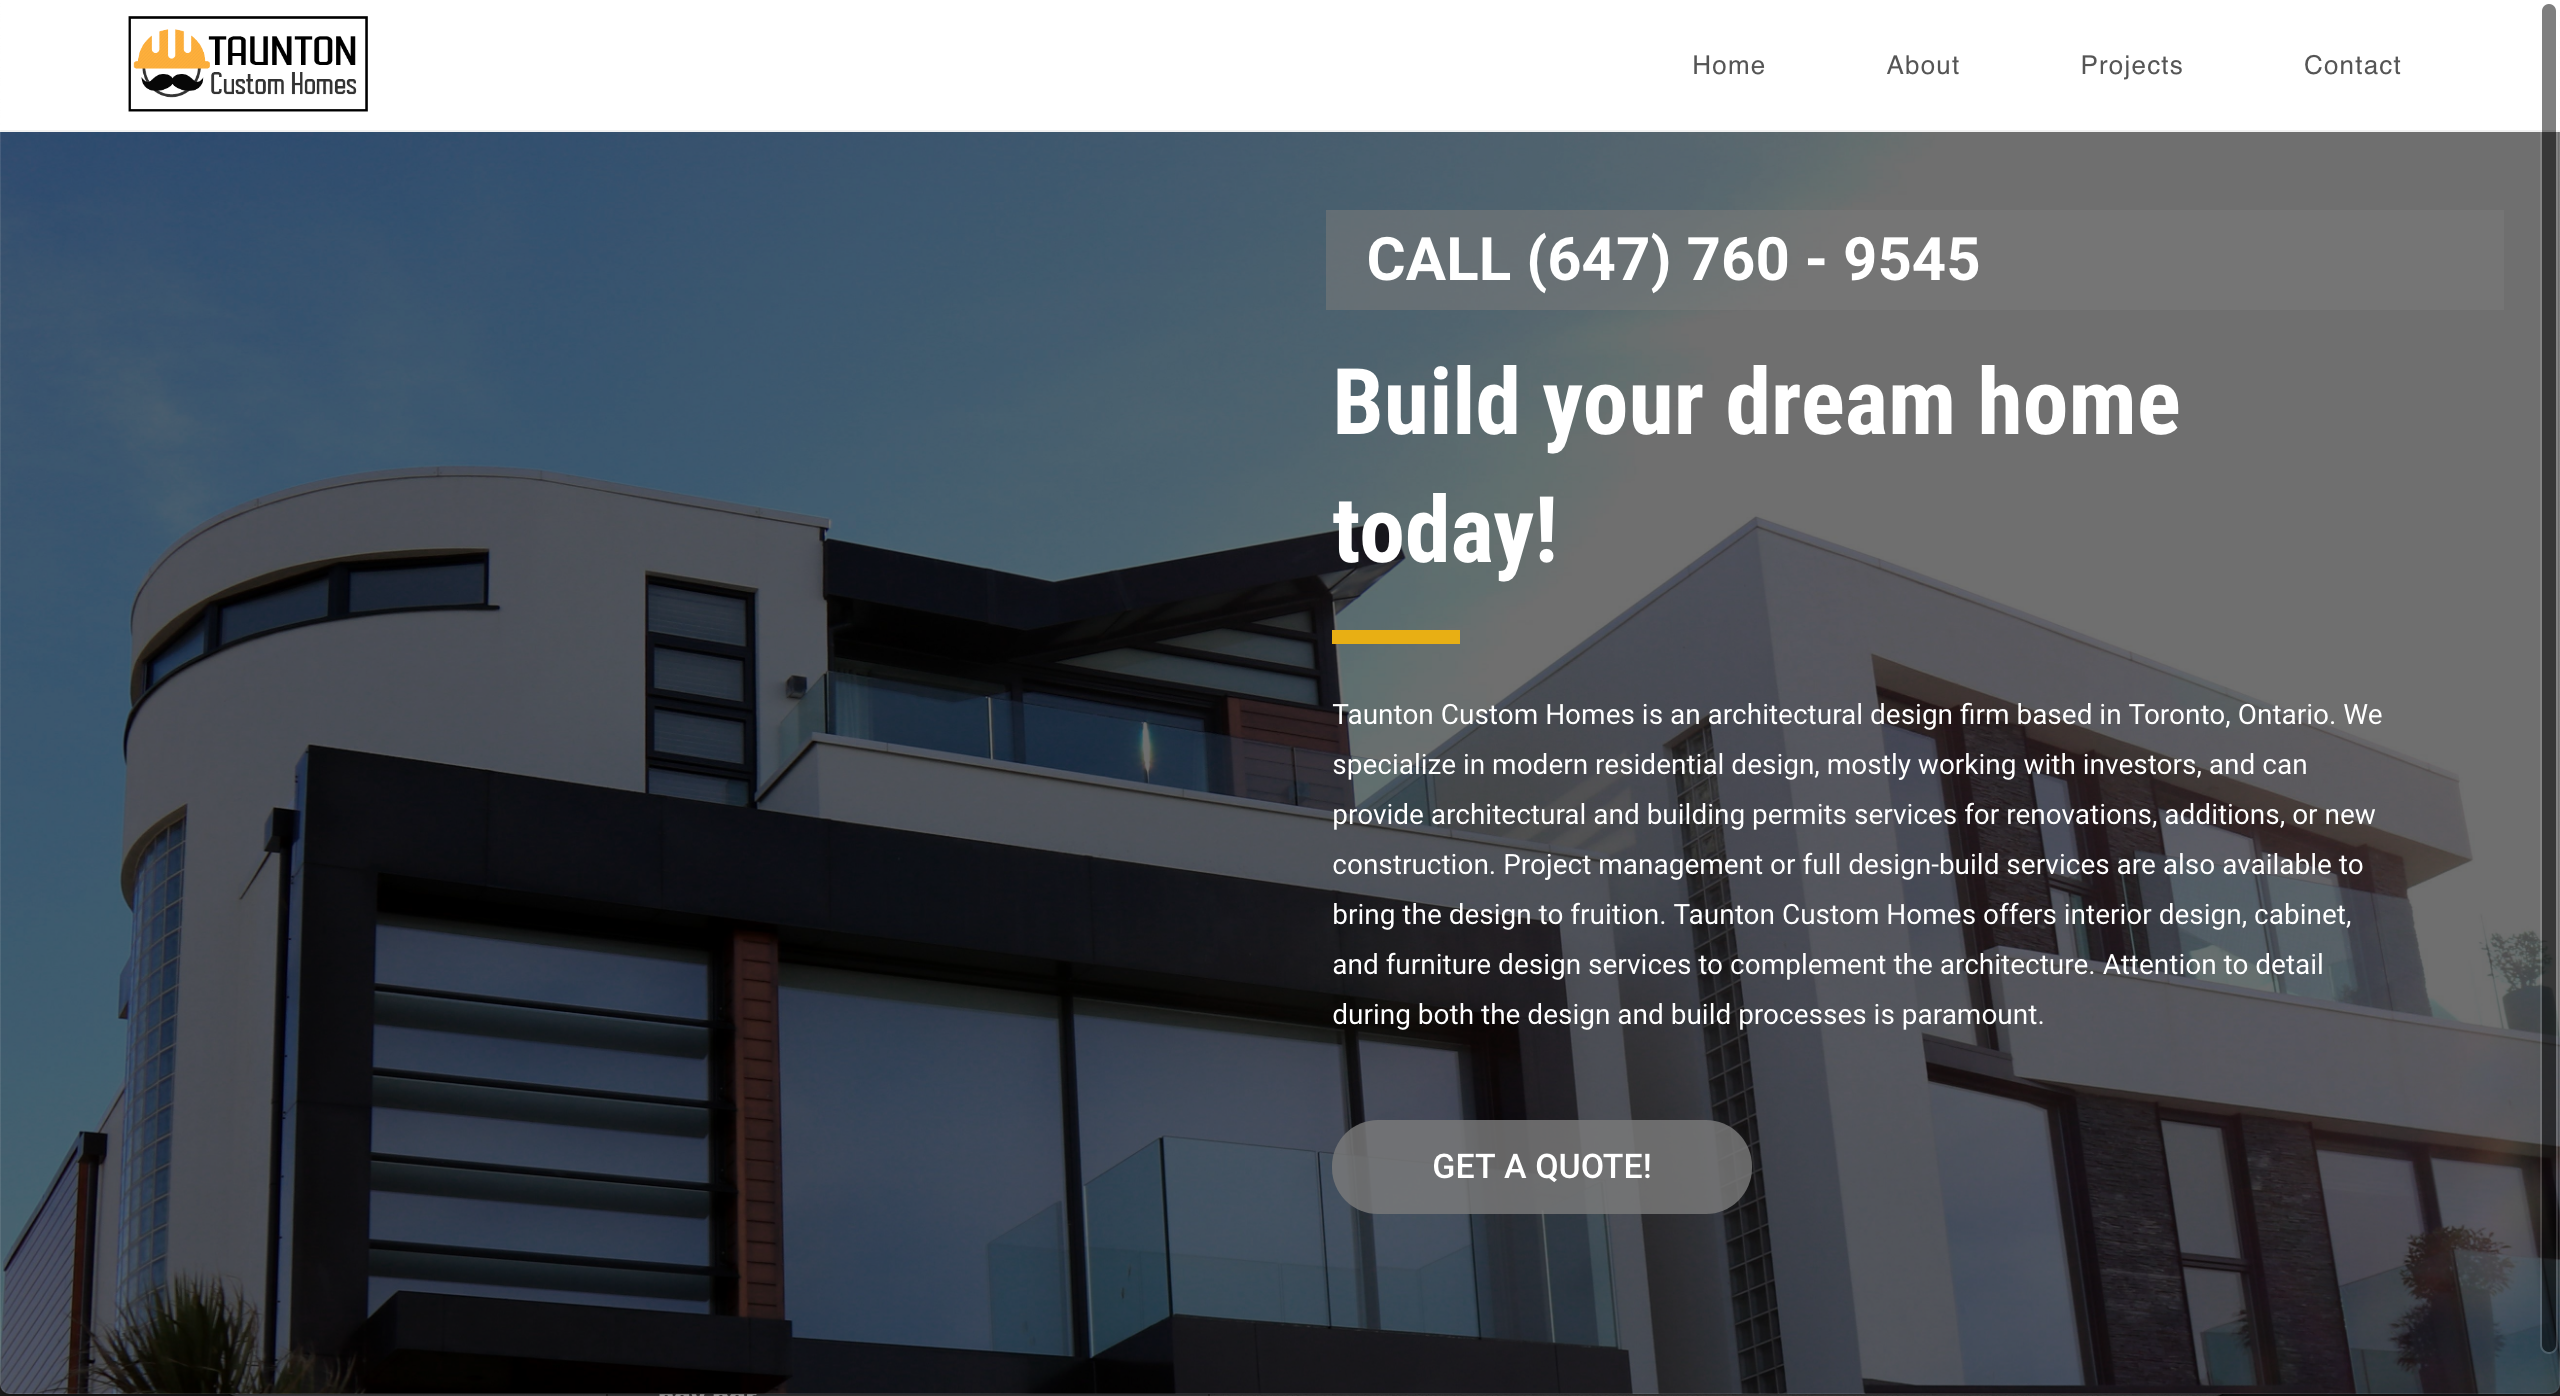 TAUNTON
Custom Homes
Home About Projects Contact
CALL (647) 760 - 9545
Build your dream home
today!
Taunton Custom Homes is an architectural design firm based in Toronto, Ontario. We
specialize in modern residential design, mostly working with investors, and can
provide architectural and building permits services for renovations, additions, or new
construction. Project management or full design-build services are also available to
bring the design to fruition. Taunton Custom Homes offers interior design, cabinet,
and furniture design services to complement the architecture. Attention to detail
during both the design and build processes is paramount.
GET A QUOTE!